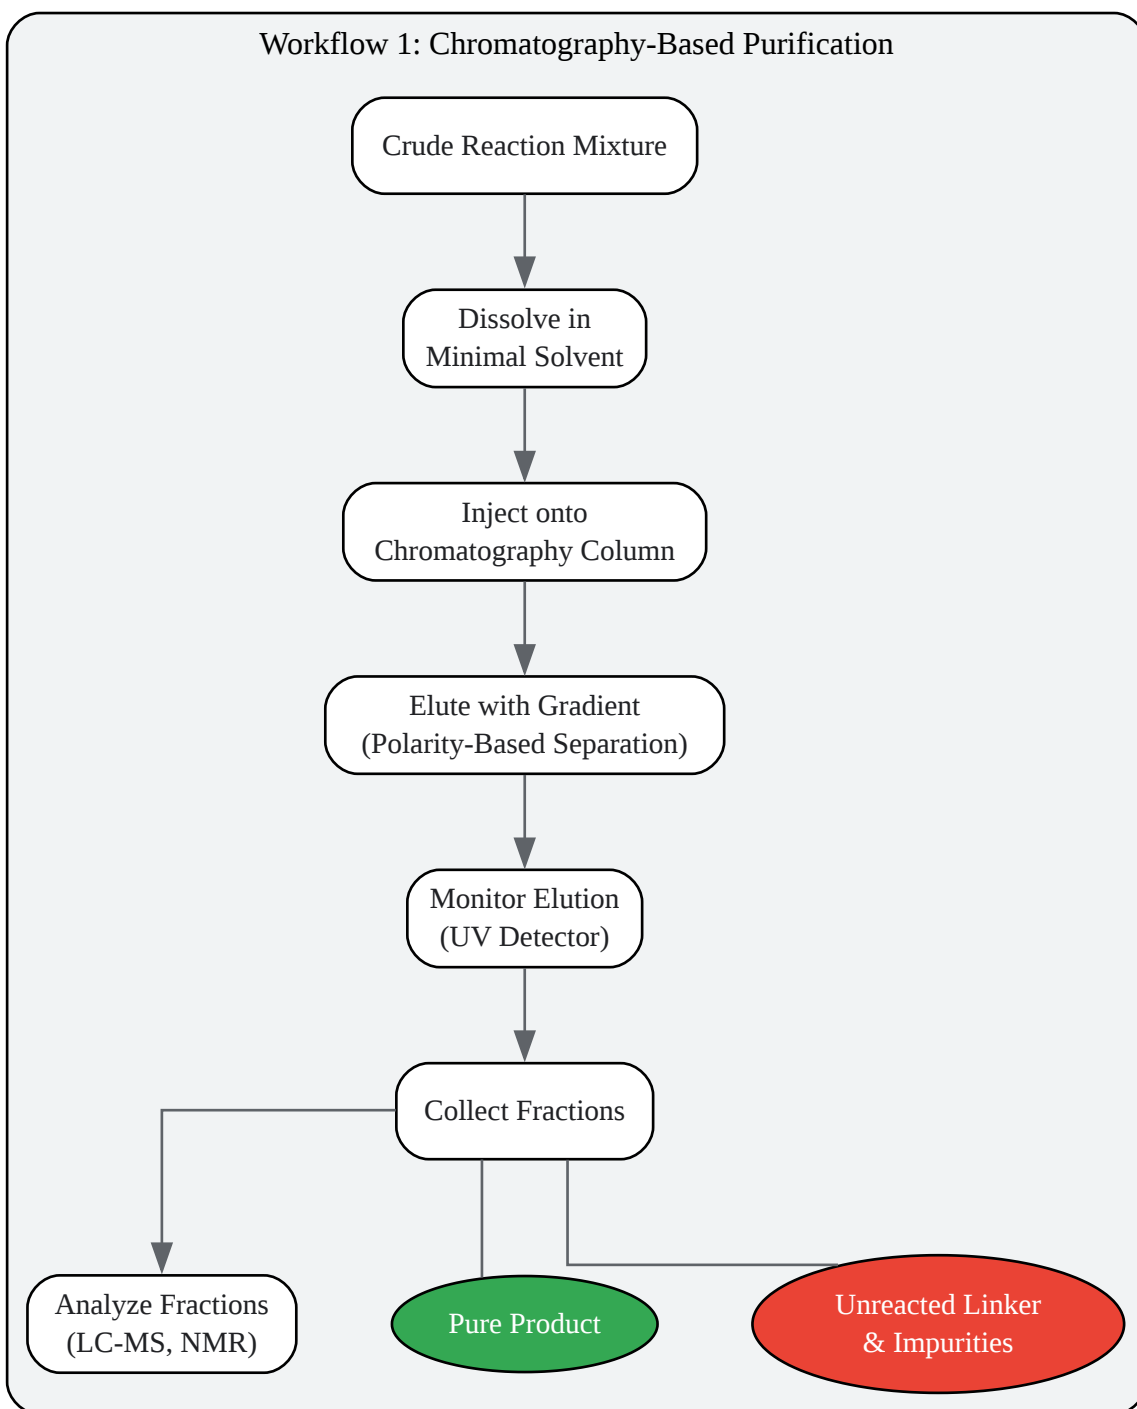 Workflow 1: Chromatography-Based Purification
Crude Reaction Mixture
Dissolve in
Minimal Solvent
Inject onto
Chromatography Column
Elute with Gradient
(Polarity-Based Separation)
Monitor Elution
(UV Detector)
Collect Fractions
Analyze Fractions
(LC-MS, NMR)
Pure Product
Unreacted Linker
& Impurities